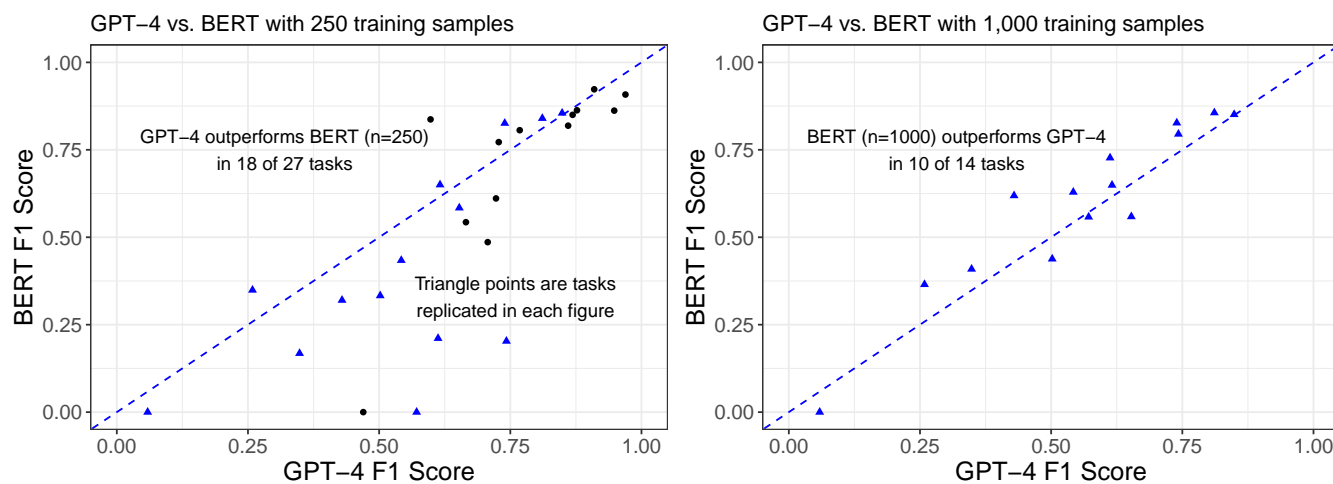 GPT−4 vs. BERT with 250 training samples
1.00
0.75
0.50
0.25
0.00
BERT F1 Score
GPT−4 outperforms BERT (n=250)
in 18 of 27 tasks
Triangle points are tasks
replicated in each figure
0.00 0.25 0.50 0.75 1.00
GPT−4 F1 Score
GPT−4 vs. BERT with 1,000 training samples
1.00
0.75
0.50
0.25
0.00
BERT F1 Score
BERT (n=1000) outperforms GPT−4
in 10 of 14 tasks
0.00 0.25 0.50 0.75 1.00
GPT−4 F1 Score